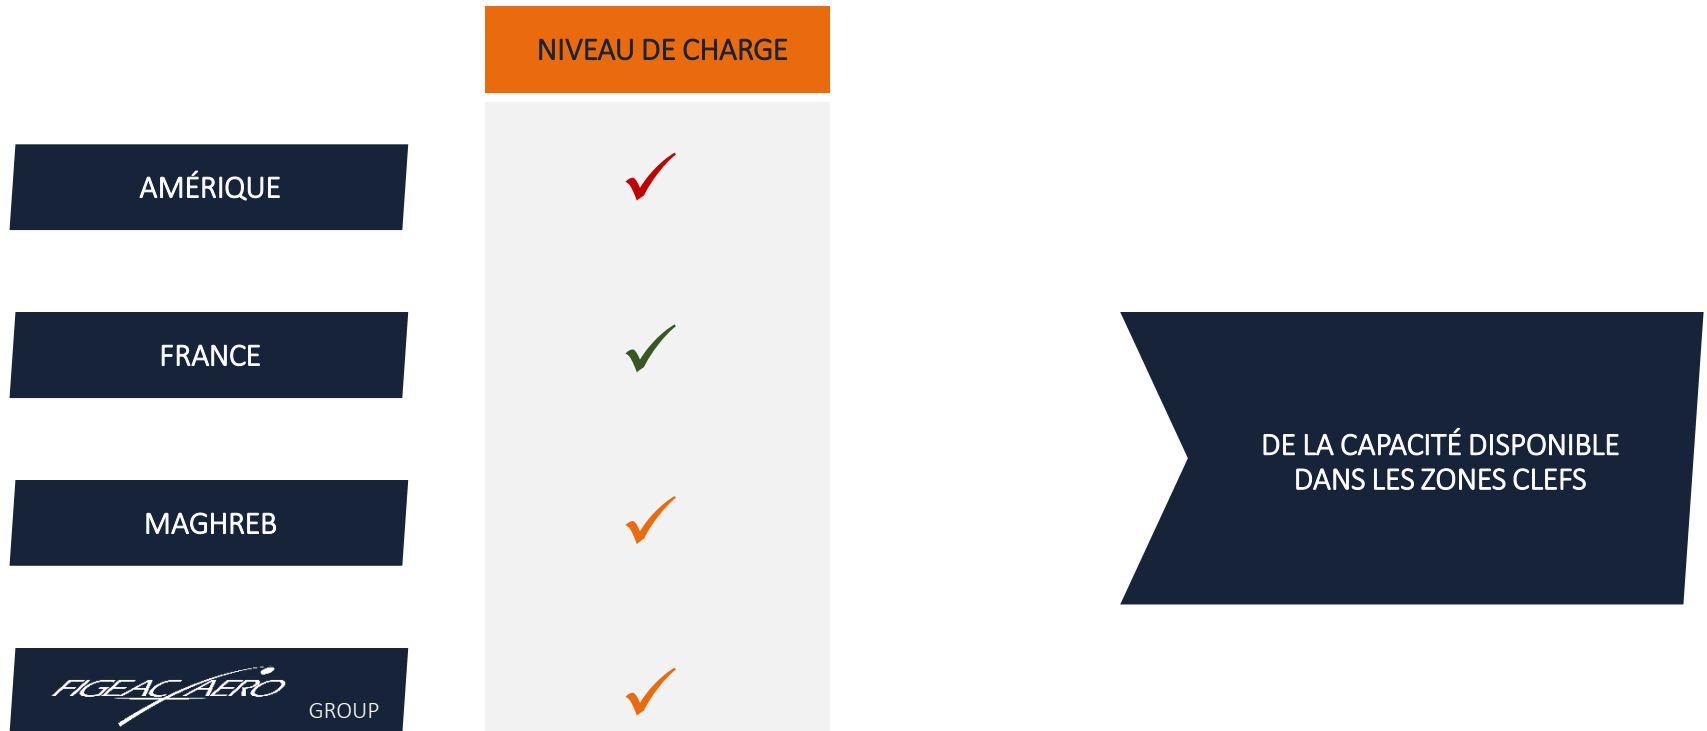 NIVEAU DE CHARGE
AMÉRIQUE
FRANCE
MAGHREB
FIGEAC AERO
GROUP
DE LA CAPACITÉ DISPONIBLE
DANS LES ZONES CLEFS